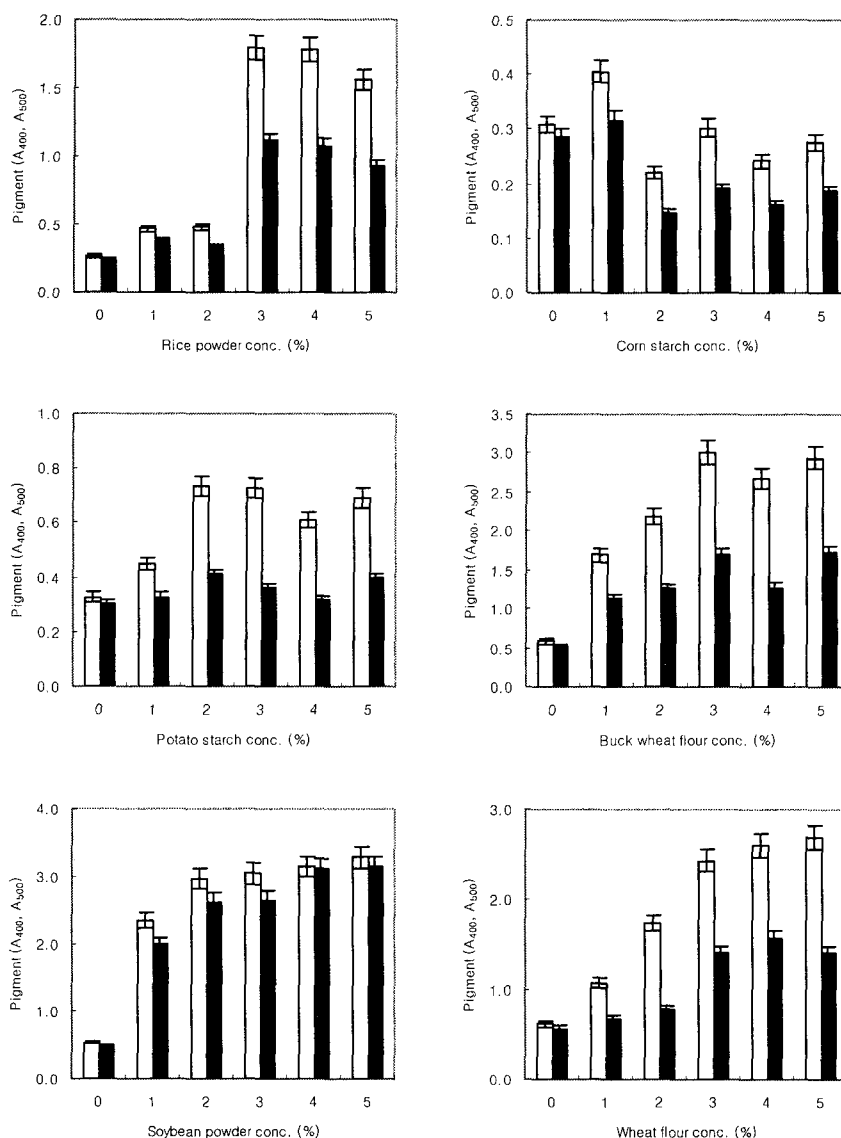 2.0
1.5
1.0
0.5
0.0
Pigment (A400, A500)
0 1 2 3 4 5
Rice powder conc. (%)
0.5
0.4
0.3
0.2
0.1
0.0
Pigment (A400, A500)
0 1 2 3 4 5
Corn starch conc. (%)
1.0
0.8
0.6
0.4
0.2
0.0
Pigment (A400, A500)
0 1 2 3 4 5
Potato starch conc. (%)
3.5
3.0
2.5
2.0
1.5
1.0
0.5
0.0
Pigment (A400, A500)
0 1 2 3 4 5
Buck wheat flour conc. (%)
4.0
3.0
2.0
1.0
0.0
Pigment (A400, A500)
0 1 2 3 4 5
Soybean powder conc. (%)
3.0
2.0
1.0
0.0
Pigment (A400, A500)
0 1 2 3 4 5
Wheat flour conc. (%)